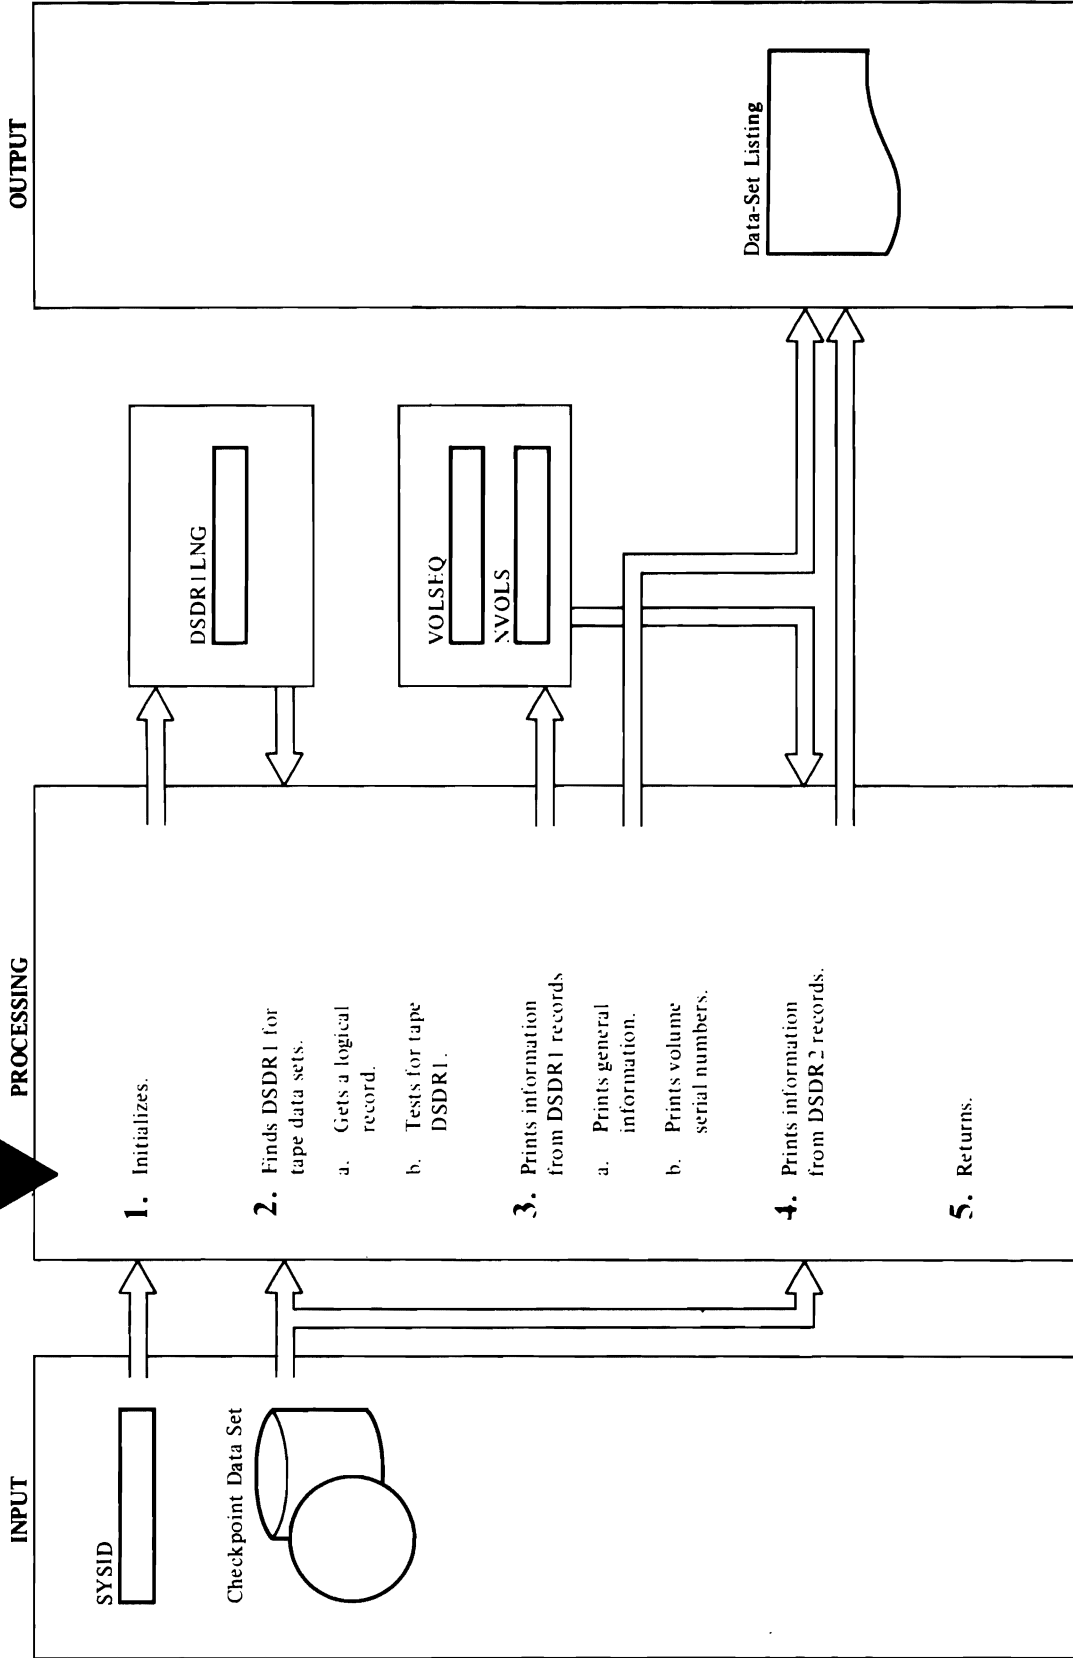 INPUT
SYSID
Checkpoint Data Set
PROCESSING
1. Initializes.
2. Finds DSDR1 for
tape data sets.
a. Gets a logical
record.
b. Tests for tape
DSDR1.
3. Prints information
from DSDR1 records
a. Prints general
information.
b. Prints volume
serial numbers.
4. Prints information
from DSDR2 records.
5. Returns.
DSDR1LNG
VOLSEQ
NVOLS
OUTPUT
Data-Set Listing